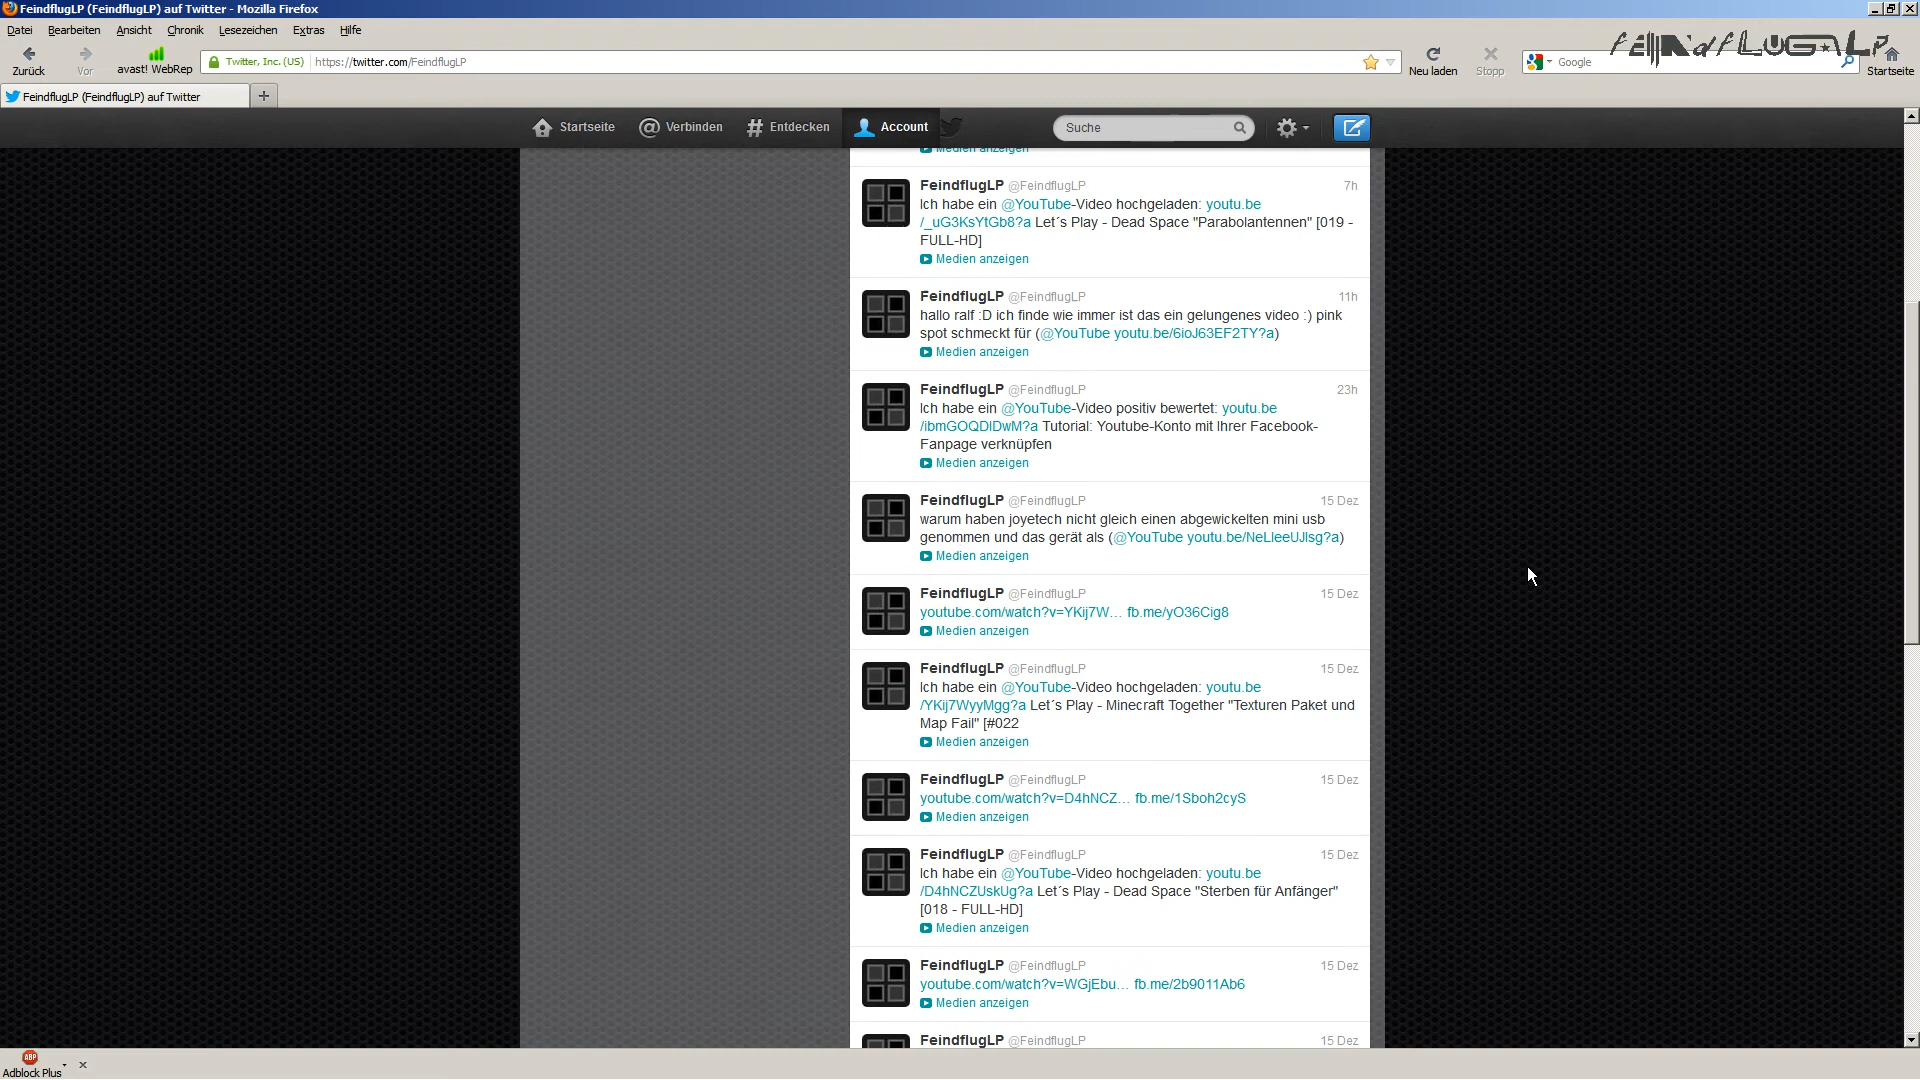 FeindflugLP (FeindflugLP) auf Twitter - Mozilla Firefox
Datei Bearbeiten Ansicht Chronik Lesezeichen Extras Hilfe
Zurück Vor avast! WebRep Twitter, Inc. (US) https://twitter.com/FeindflugLP Neu laden Stopp Google Startseite
FEINDFLUG LP
FeindflugLP (FeindflugLP) auf Twitter
Startseite Verbinden Entdecken Account Suche
Medien anzeigen
FeindflugLP @FeindflugLP 7h
Ich habe ein @YouTube-Video hochgeladen: youtu.be
/_uG3KsYtGb8?a Let´s Play - Dead Space "Parabolantennen" [019 -
FULL-HD]
Medien anzeigen
FeindflugLP @FeindflugLP 11h
hallo ralf :D ich finde wie immer ist das ein gelungenes video :) pink
spot schmeckt für (@YouTube youtu.be/6ioJ63EF2TY?a)
Medien anzeigen
FeindflugLP @FeindflugLP 23h
Ich habe ein @YouTube-Video positiv bewertet: youtu.be
/ibmGOQDlDwM?a Tutorial: Youtube-Konto mit Ihrer Facebook-
Fanpage verknüpfen
Medien anzeigen
FeindflugLP @FeindflugLP 15 Dez
warum haben joyetech nicht gleich einen abgewickelten mini usb
genommen und das gerät als (@YouTube youtu.be/NeLleeUJlsg?a)
Medien anzeigen
FeindflugLP @FeindflugLP 15 Dez
youtube.com/watch?v=YKij7W… fb.me/yO36Cig8
Medien anzeigen
FeindflugLP @FeindflugLP 15 Dez
Ich habe ein @YouTube-Video hochgeladen: youtu.be
/YKij7WyyMgg?a Let´s Play - Minecraft Together "Texturen Paket und
Map Fail" [#022
Medien anzeigen
FeindflugLP @FeindflugLP 15 Dez
youtube.com/watch?v=D4hNCZ… fb.me/1Sboh2cyS
Medien anzeigen
FeindflugLP @FeindflugLP 15 Dez
Ich habe ein @YouTube-Video hochgeladen: youtu.be
/D4hNCZUskUg?a Let´s Play - Dead Space "Sterben für Anfänger"
[018 - FULL-HD]
Medien anzeigen
FeindflugLP @FeindflugLP 15 Dez
youtube.com/watch?v=WGjEbu… fb.me/2b9011Ab6
Medien anzeigen
FeindflugLP @FeindflugLP 15 Dez
ABP
Adblock Plus